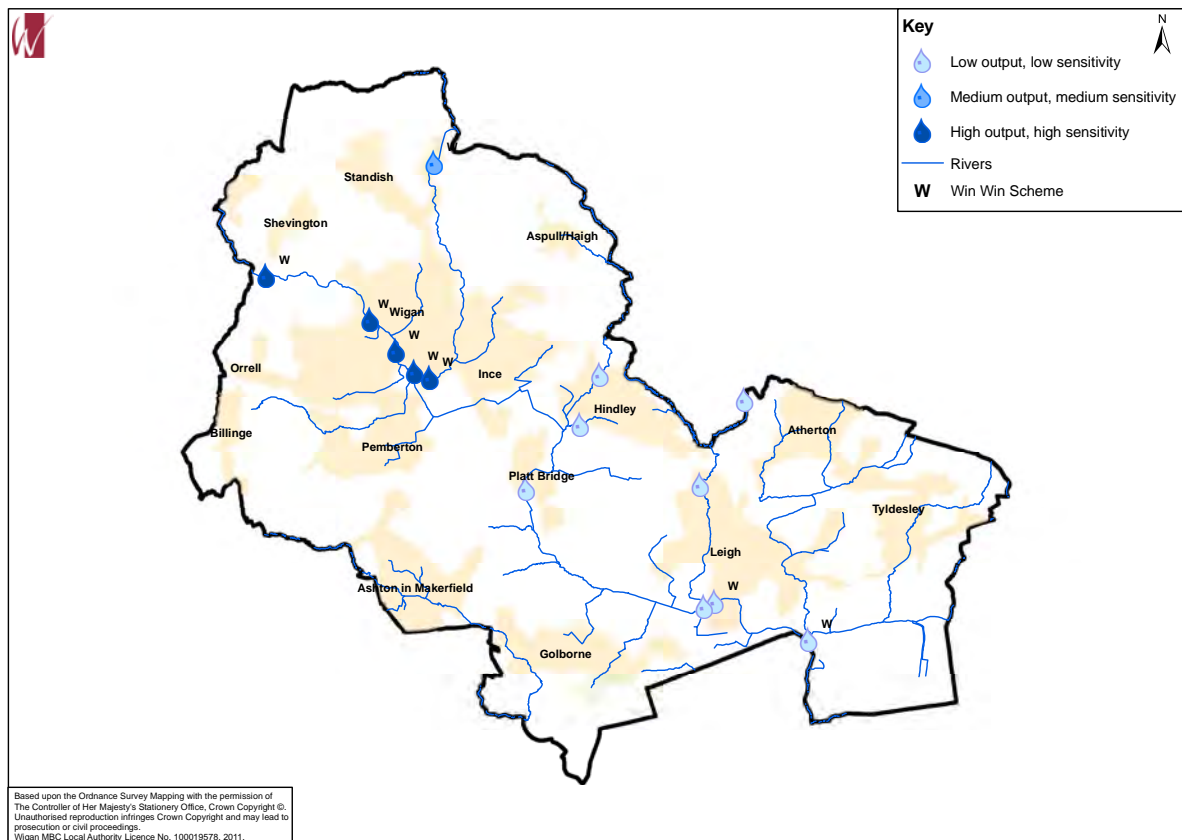 Key
N
Low output, low sensitivity
Medium output, medium sensitivity
High output, high sensitivity
Rivers
W Win Win Scheme
W
Standish
Shevington
Aspull/Haigh
W
W
Wigan
W
W
W
Orrell
Ince
Hindley
Billinge
Atherton
Pemberton
Platt Bridge
Tyldesley
Leigh
Ashton in Makerfield
W
W
Golborne
Based upon the Ordnance Survey Mapping with the permission of
The Controller of Her Majesty's Stationery Office, Crown Copyright ©.
Unauthorised reproduction infringes Crown Copyright and may lead to
prosecution or civil proceedings.
Wigan MBC Local Authority Licence No. 100019578, 2011.